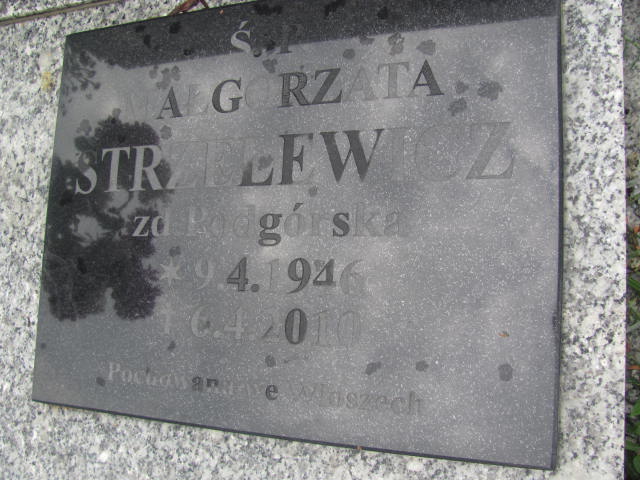 Ś.P.
MAŁGORZATA
STRZELEWICZ
zd Podgórska
* 9.4.1946
† 6.4.2010
Pochowana we Włoszech